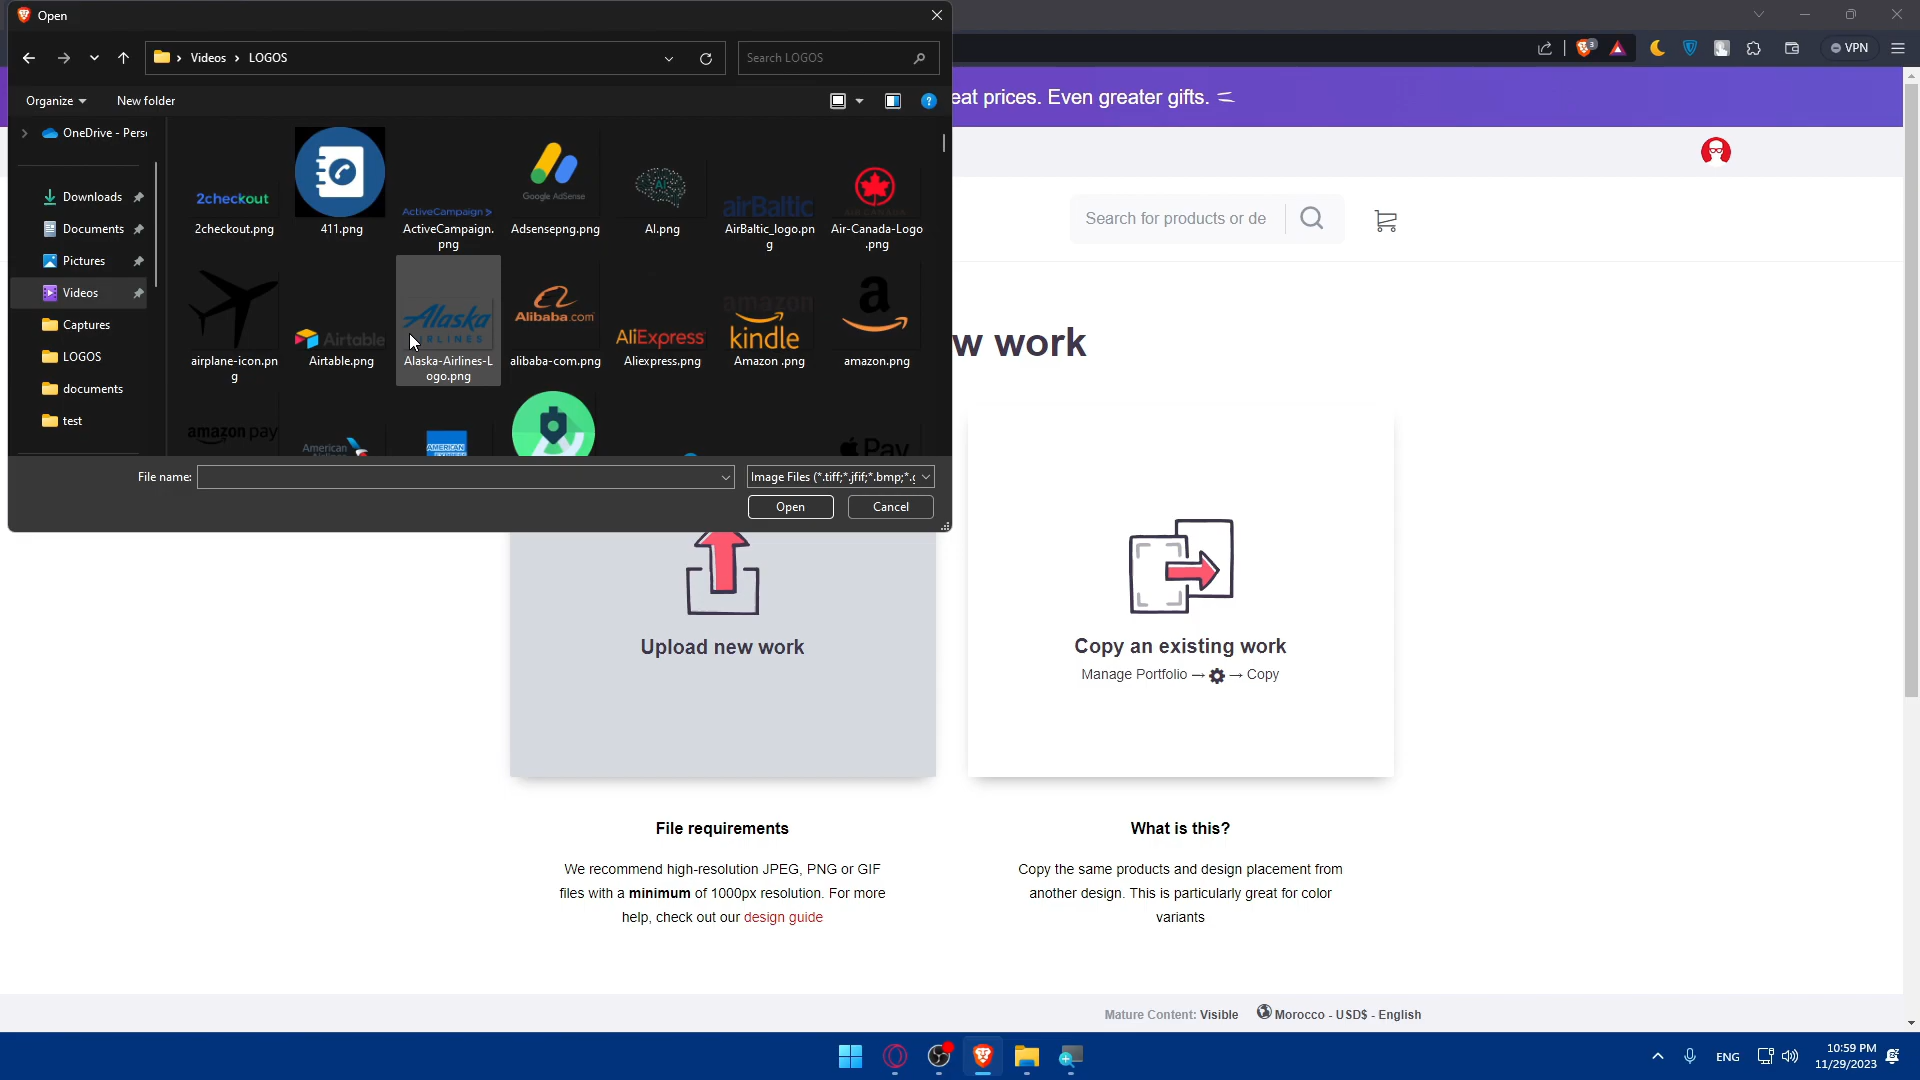 Open
Videos
LOGOS
Search LOGOS
VPN
Organize
New folder
eat prices. Even greater gifts.
OneDrive - Pers
Downloads
Documents
Pictures
Videos
Captures
LOGOS
documents
test
2checkout
ActiveCampaign >
Google AdSense
AI
airBaltic
AIR CANADA
2checkout.png
411.png
ActiveCampaign.
png
Adsensepng.png
AI.png
AirBaltic_logo.pn
g
Air-Canada-Logo
.png
Airtable
Alaska
AIRLINES
Alibaba.com
AliExpress
amazon
kindle
a
airplane-icon.pn
g
Airtable.png
Alaska-Airlines-L
ogo.png
alibaba-com.png
Aliexpress.png
Amazon .png
amazon.png
amazon pay
American
AMERICAN
Pay
File name:
Image Files (*.tiff;*.jfif;*.bmp;*.g
Open
Cancel
Search for products or de
w work
Upload new work
Copy an existing work
Manage Portfolio → → Copy
File requirements
We recommend high-resolution JPEG, PNG or GIF
files with a minimum of 1000px resolution. For more
help, check out our design guide
What is this?
Copy the same products and design placement from
another design. This is particularly great for color
variants
Mature Content: Visible
Morocco - USD$ - English
ENG
10:59 PM
11/29/2023